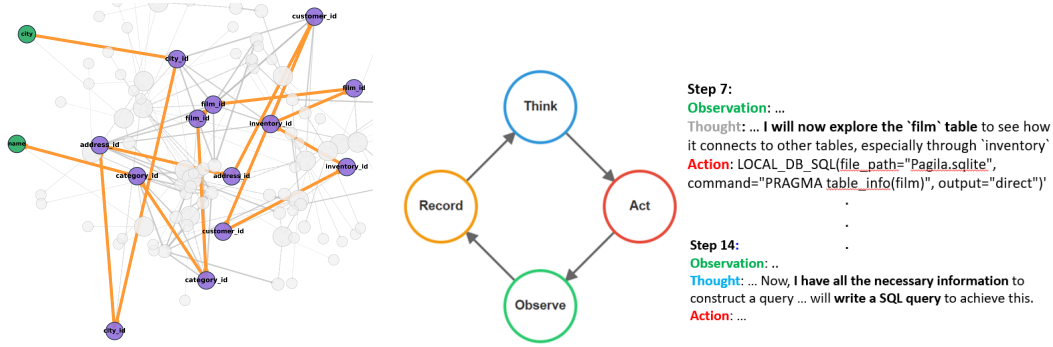 customer_id
city
city_id
film_id
film_id
film_id
inventory_id
name
address_id
inventory_id
category_id
address_id
customer_id
category_id
city_id
Think
Record
Act
Observe
Step 7:
Observation: ...
Thought: ... I will now explore the `film` table to see how
it connects to other tables, especially through `inventory`
Action: LOCAL_DB_SQL(file_path="Pagila.sqlite",
command="PRAGMA table_info(film)", output="direct")'
.
.
.
Step 14:
Observation: ..
Thought: ... Now, I have all the necessary information to
construct a query ... will write a SQL query to achieve this.
Action: ...